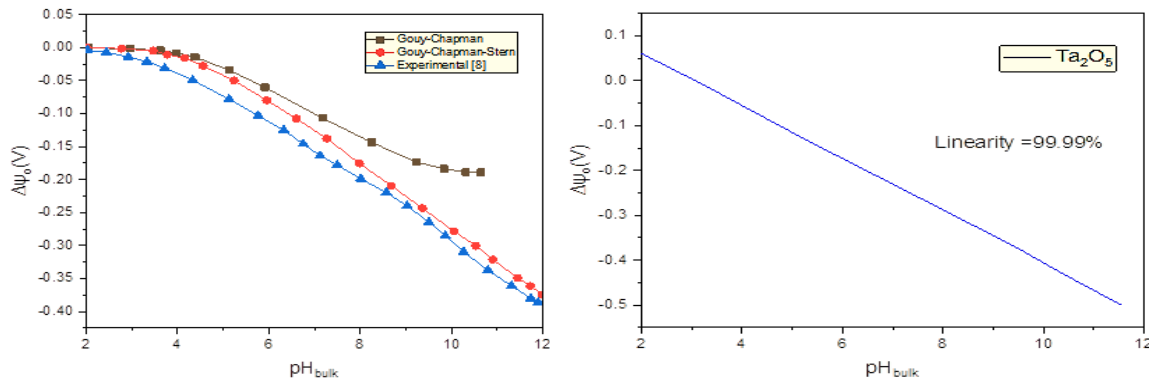 0.05
0.00
-0.05
-0.10
-0.15
-0.20
-0.25
-0.30
-0.35
-0.40
Δψₒ(V)
2 4 6 8 10 12
pH_bulk
Gouy-Chapman
Gouy-Chapman-Stern
Experimental [8]
0.1
0.0
-0.1
-0.2
-0.3
-0.4
-0.5
Δψₒ(V)
2 4 6 8 10 12
pH_bulk
Ta₂O₅
Linearity =99.99%